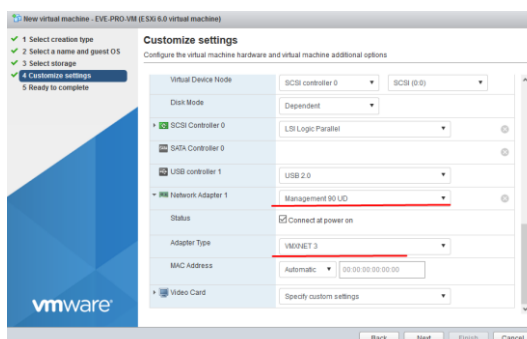 New virtual machine - EVE-PRO-VM (ESXi 6.0 virtual machine)
1 Select creation type
2 Select a name and guest OS
3 Select storage
4 Customize settings
5 Ready to complete
Customize settings
Configure the virtual machine hardware and virtual machine additional options
Virtual Device Node SCSI controller 0 SCSI (0:0)
Disk Mode Dependent
SCSI Controller 0 LSI Logic Parallel
SATA Controller 0
USB controller 1 USB 2.0
Network Adapter 1 Management 90 UD
Status Connect at power on
Adapter Type VMXNET 3
MAC Address Automatic 00:00:00:00:00:00
Video Card Specify custom settings
vmware
Back Next Finish Cancel